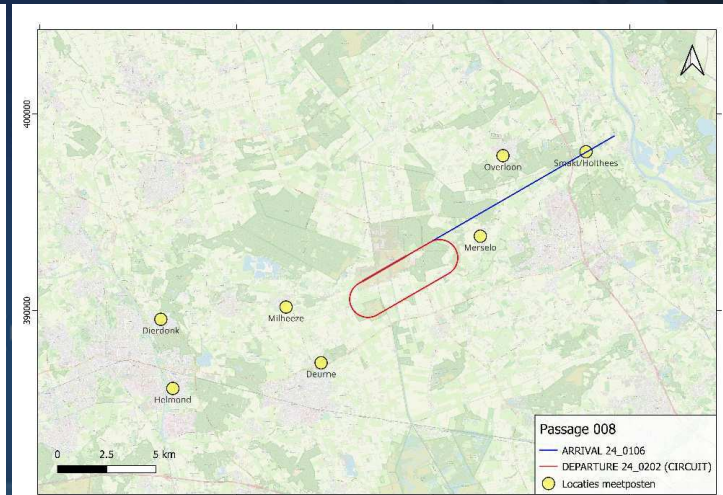 400000
390000
Overloon
Smakt/Holthees
Merselo
Milheeze
Dierdonk
Deurne
Helmond
0 2.5 5 km
Passage 008
ARRIVAL 24_0106
DEPARTURE 24_0202 (CIRCUIT)
Locaties meetposten